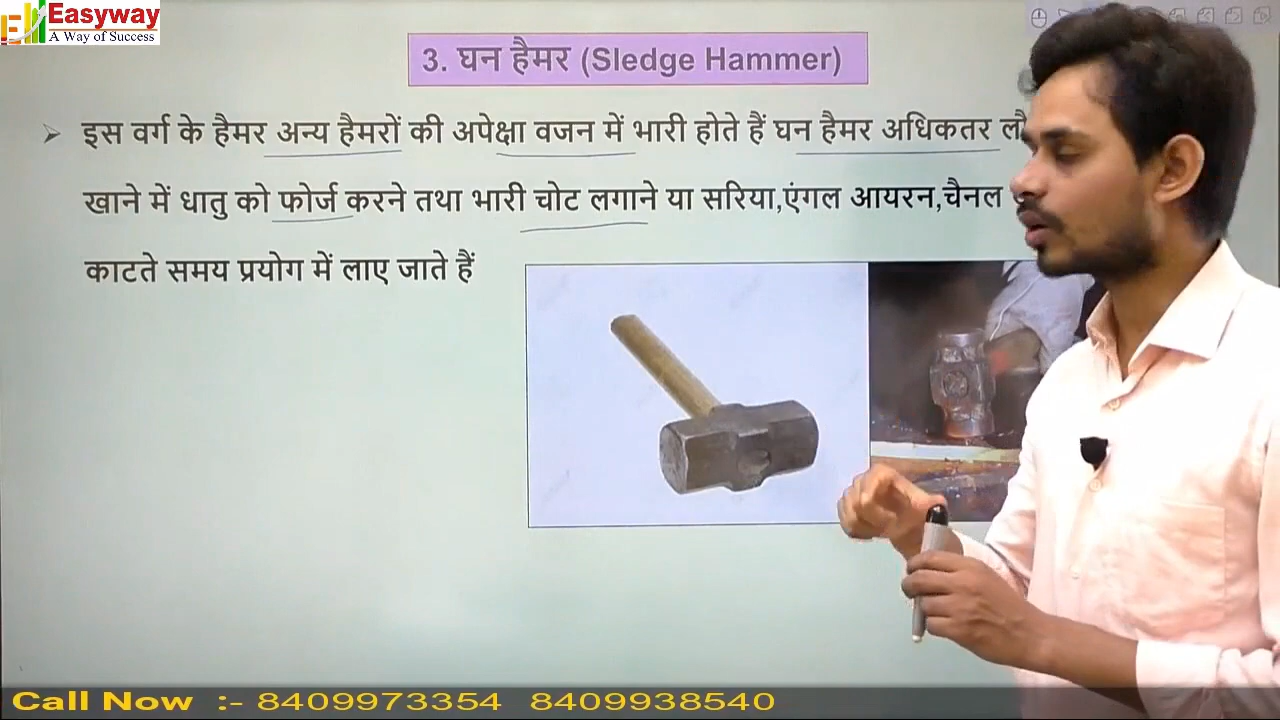 Easyway
A Way of Success
3. घन हैमर (Sledge Hammer)
इस वर्ग के हैमर अन्य हैमरों की अपेक्षा वजन में भारी होते हैं घन हैमर अधिकतर
खाने में धातु को फोर्ज करने तथा भारी चोट लगाने या सरिया,एंगल आयरन,चैनल
काटते समय प्रयोग में लाए जाते हैं
Call Now :- 8409973354 8409938540